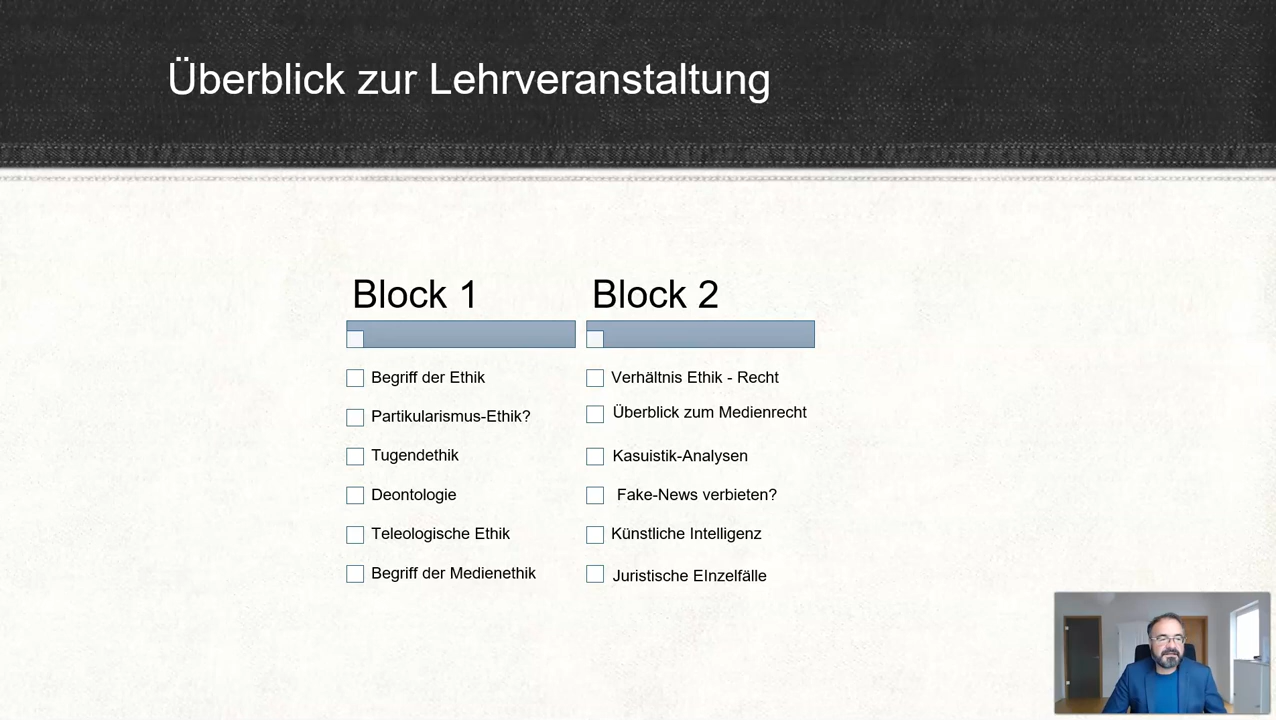 Überblick zur Lehrveranstaltung
Block 1
Begriff der Ethik
Partikularismus-Ethik?
Tugendethik
Deontologie
Teleologische Ethik
Begriff der Medienethik
Block 2
Verhältnis Ethik - Recht
Überblick zum Medienrecht
Kasuistik-Analysen
Fake-News verbieten?
Künstliche Intelligenz
Juristische EInzelfälle